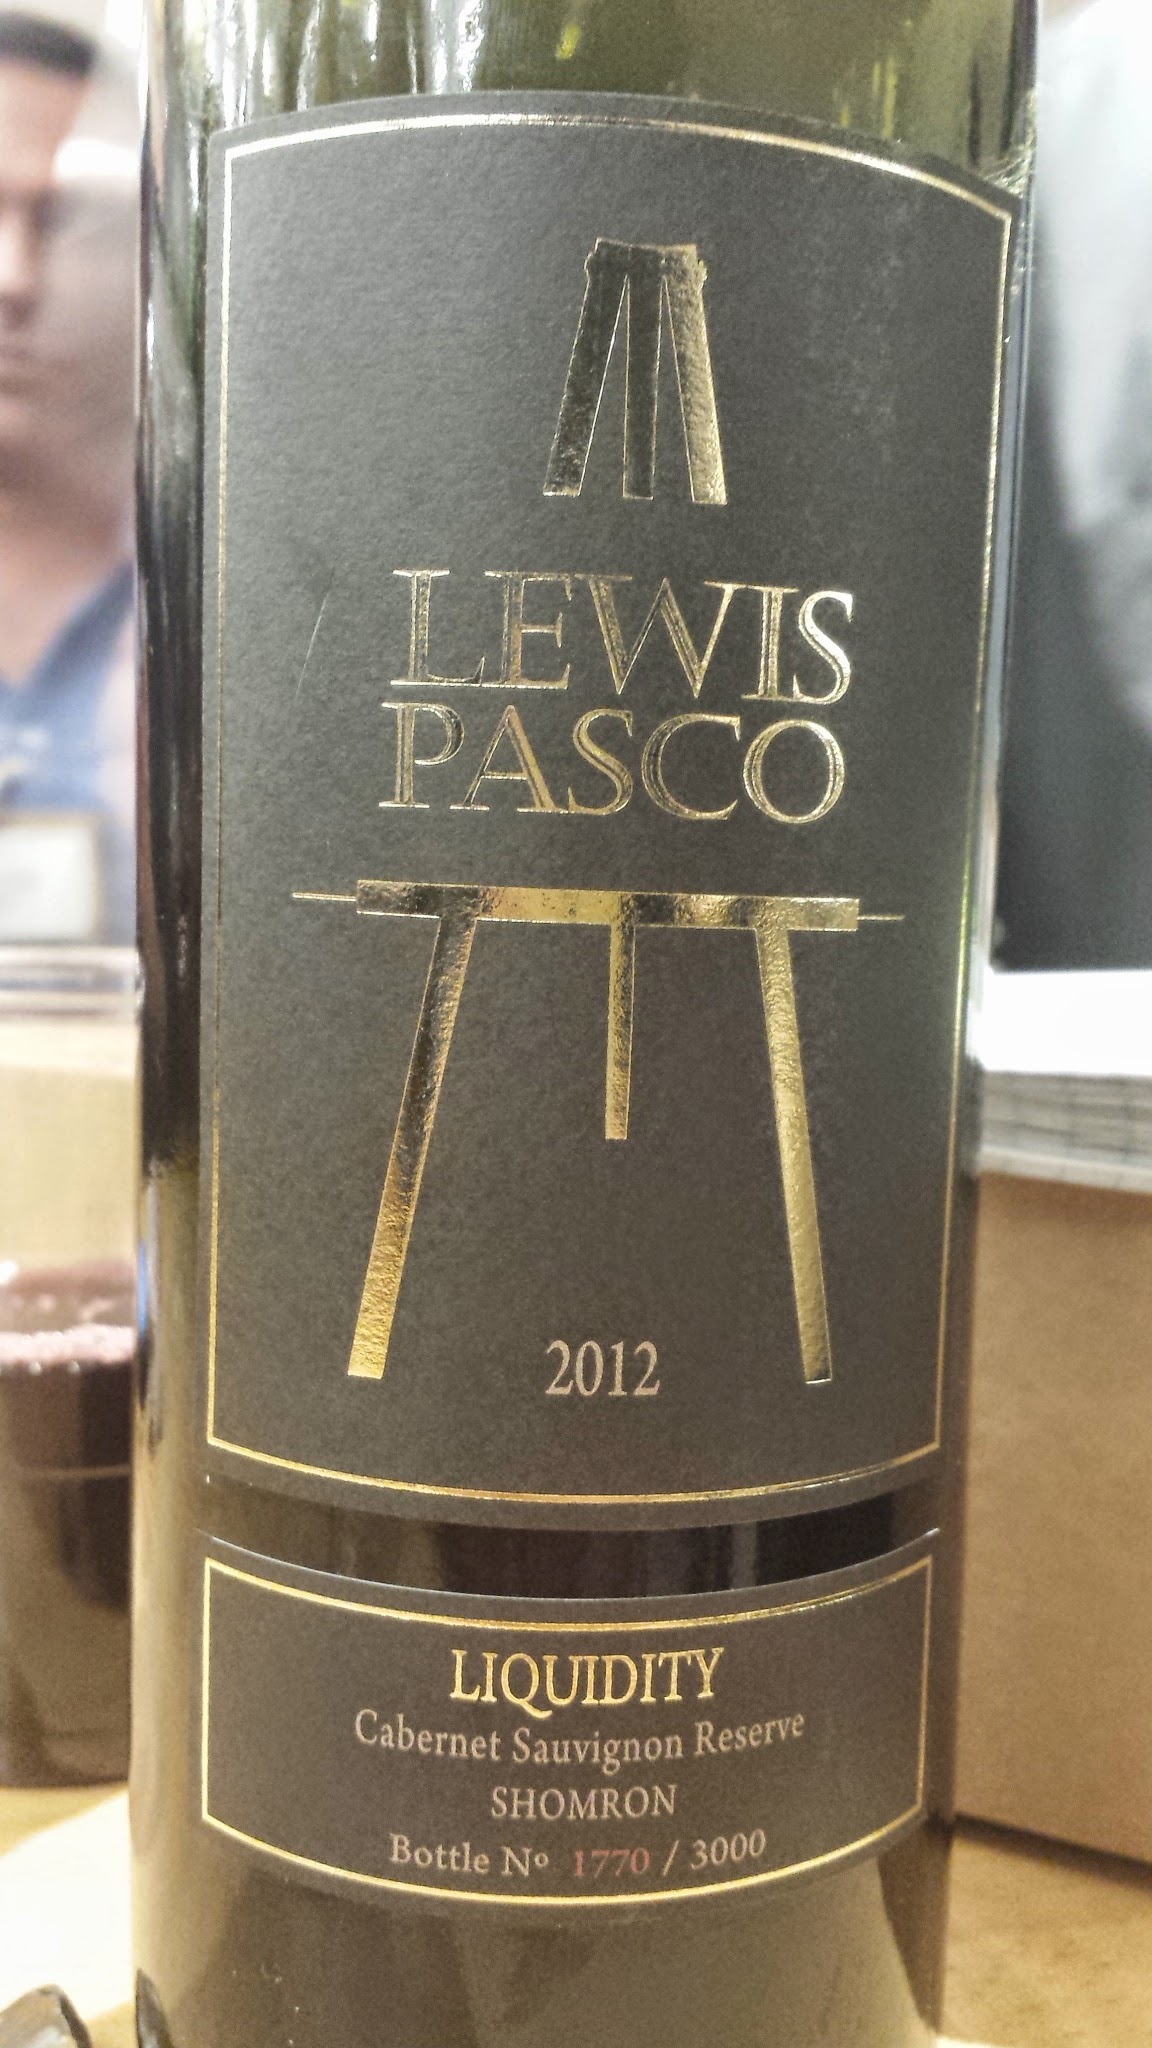 LEWIS
PASCO
2012
LIQUIDITY
Cabernet Sauvignon Reserve
SHOMRON
Bottle Nº 1770 / 3000